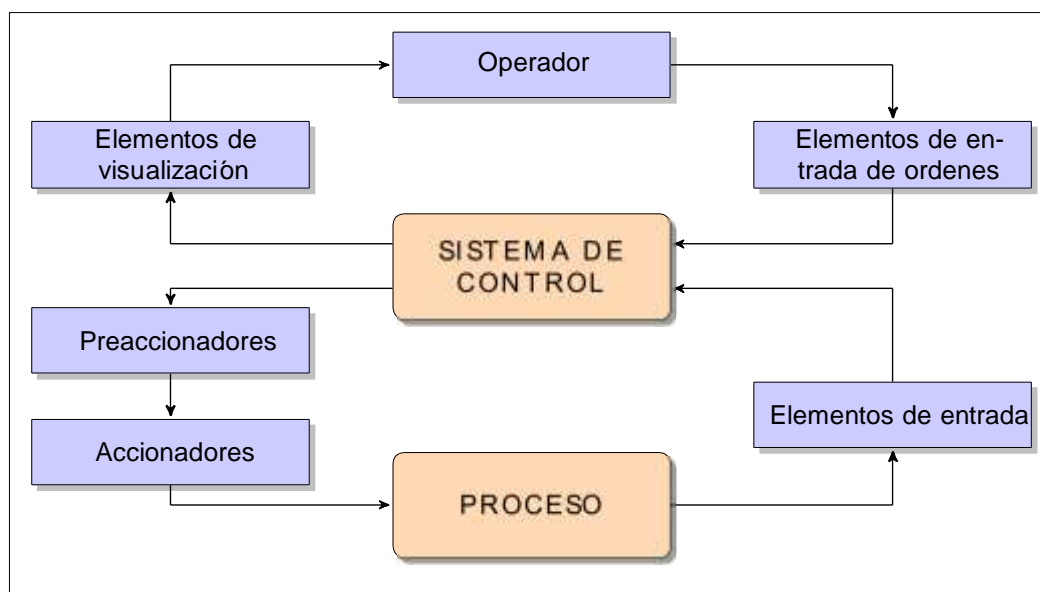 Operador
Elementos de
visualización
Elementos de en-
trada de ordenes
SISTEMA DE
CONTROL
Preaccionadores
Elementos de entrada
Accionadores
PROCESO